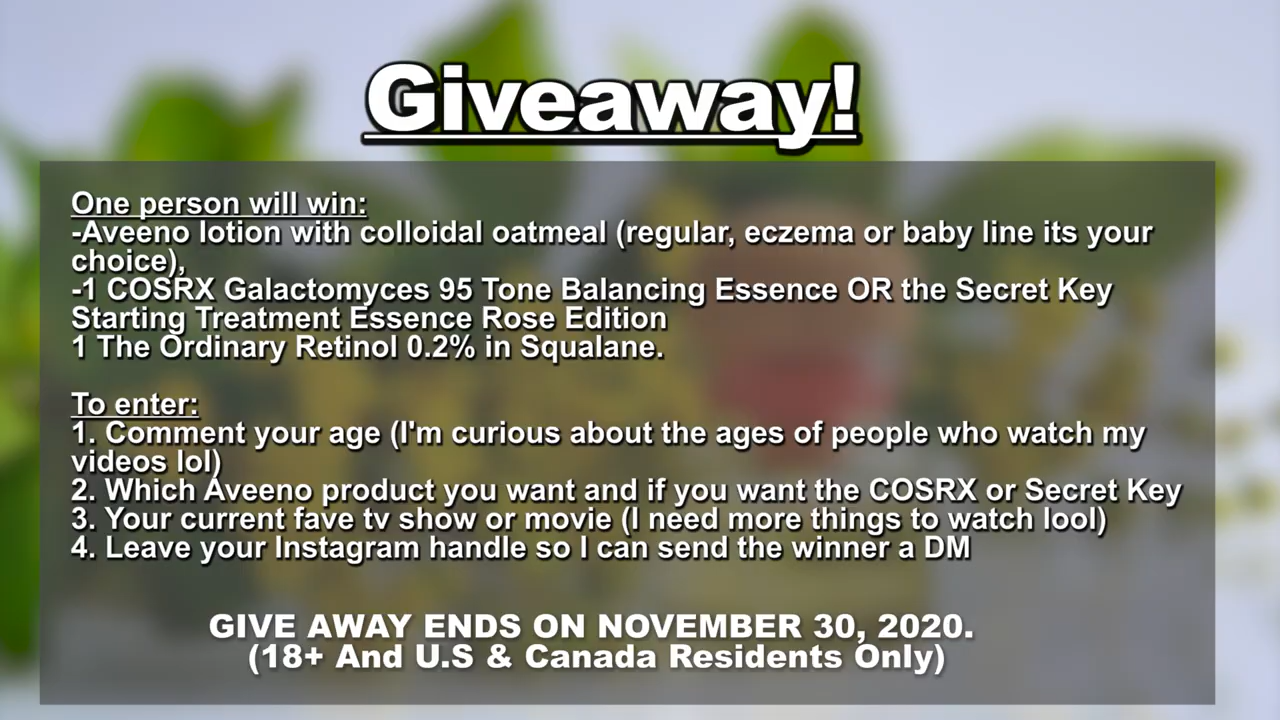 Giveaway!
One person will win:
-Aveeno lotion with colloidal oatmeal (regular, eczema or baby line its your
choice),
-1 COSRX Galactomyces 95 Tone Balancing Essence OR the Secret Key
Starting Treatment Essence Rose Edition
1 The Ordinary Retinol 0.2% in Squalane.
To enter:
1. Comment your age (I'm curious about the ages of people who watch my
videos lol)
2. Which Aveeno product you want and if you want the COSRX or Secret Key
3. Your current fave tv show or movie (I need more things to watch lool)
4. Leave your Instagram handle so I can send the winner a DM
GIVE AWAY ENDS ON NOVEMBER 30, 2020.
(18+ And U.S & Canada Residents Only)